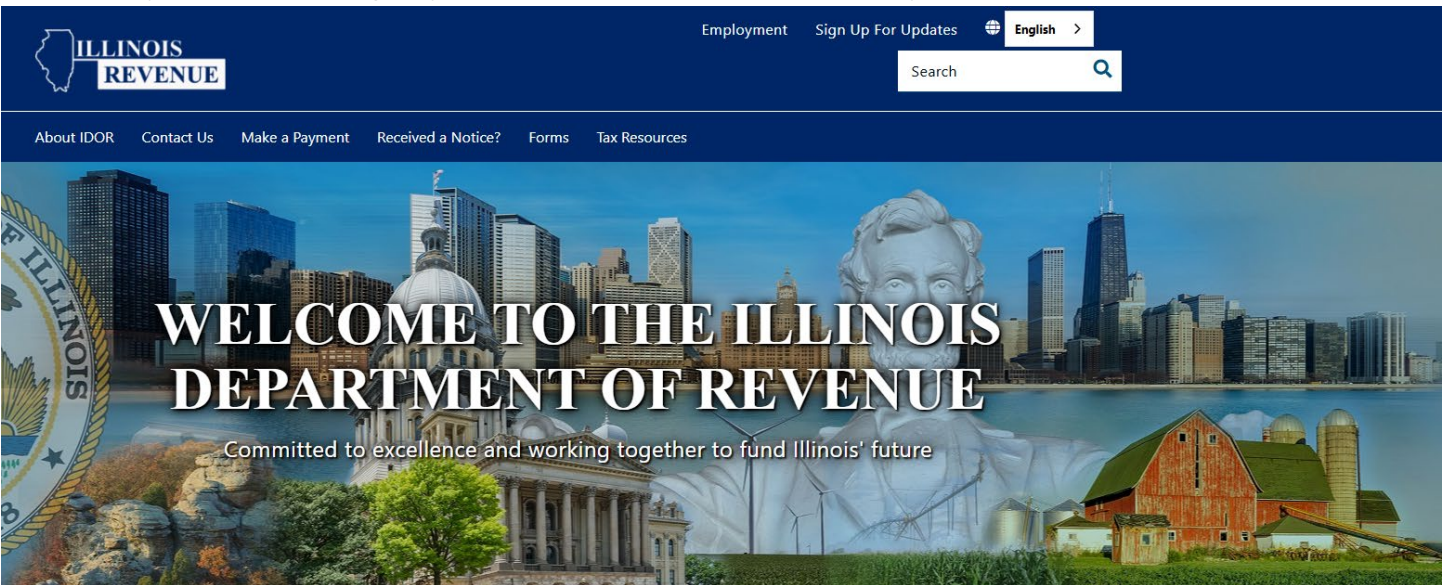 ILLINOIS
REVENUE
Employment Sign Up For Updates English
Search
About IDOR Contact Us Make a Payment Received a Notice? Forms Tax Resources
F ILLINOIS
WELCOME TO THE ILLINOIS
DEPARTMENT OF REVENUE
Committed to excellence and working together to fund Illinois' future